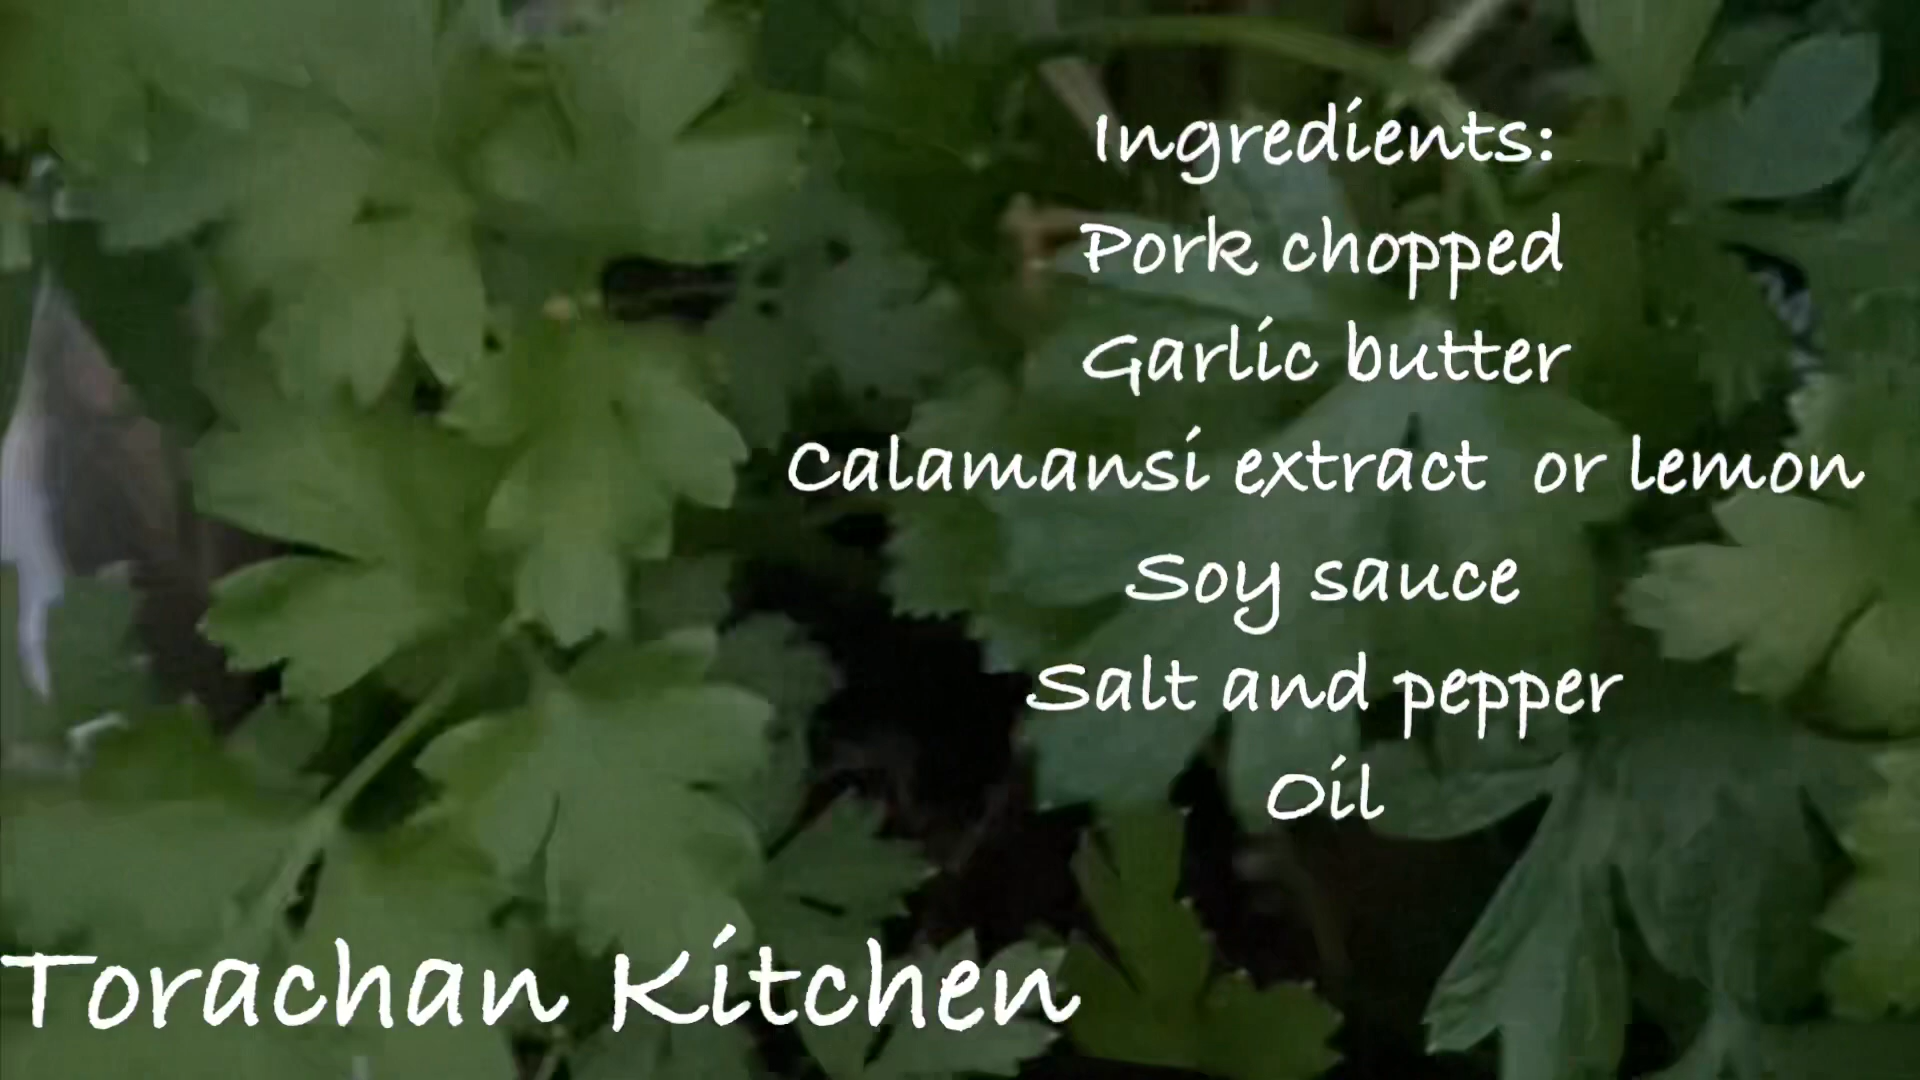 Ingredients:
Pork chopped
Garlic butter
Calamansi extract or lemon
Soy sauce
Salt and pepper
Oil
Torachan Kitchen